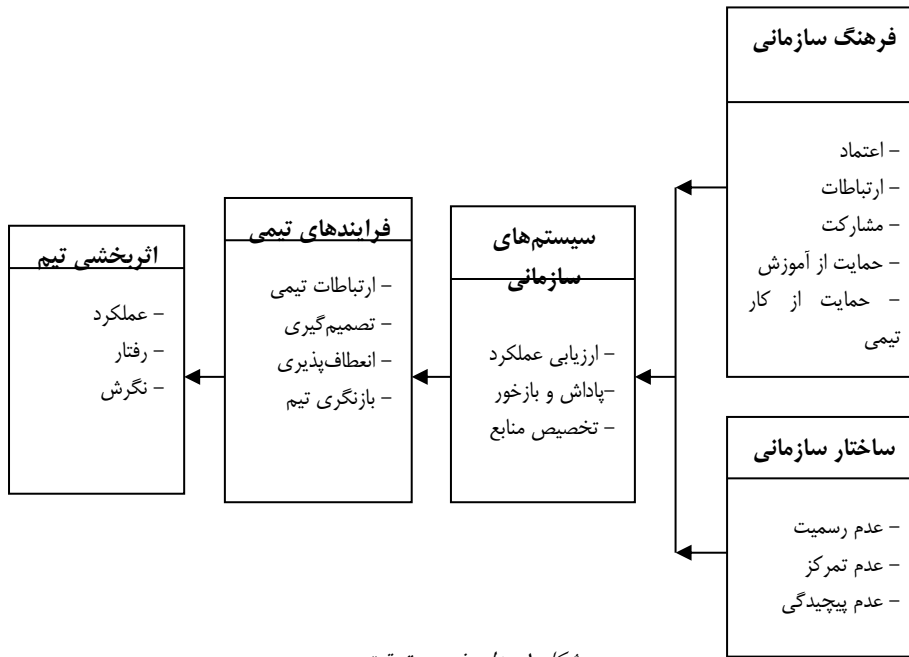 فرهنگ سازمانی
- اعتماد
- ارتباطات
- مشارکت
- حمایت از آموزش
- حمایت از کار
تیمی
ساختار سازمانی
- عدم رسمیت
- عدم تمرکز
- عدم پیچیدگی
سیستم‌های
سازمانی
- ارزیابی عملکرد
-پاداش و بازخور
- تخصیص منابع
فرایندهای تیمی
- ارتباطات تیمی
- تصمیم‌گیری
- انعطاف‌پذیری
- بازنگری تیم
اثربخشی تیم
- عملکرد
- رفتار
- نگرش